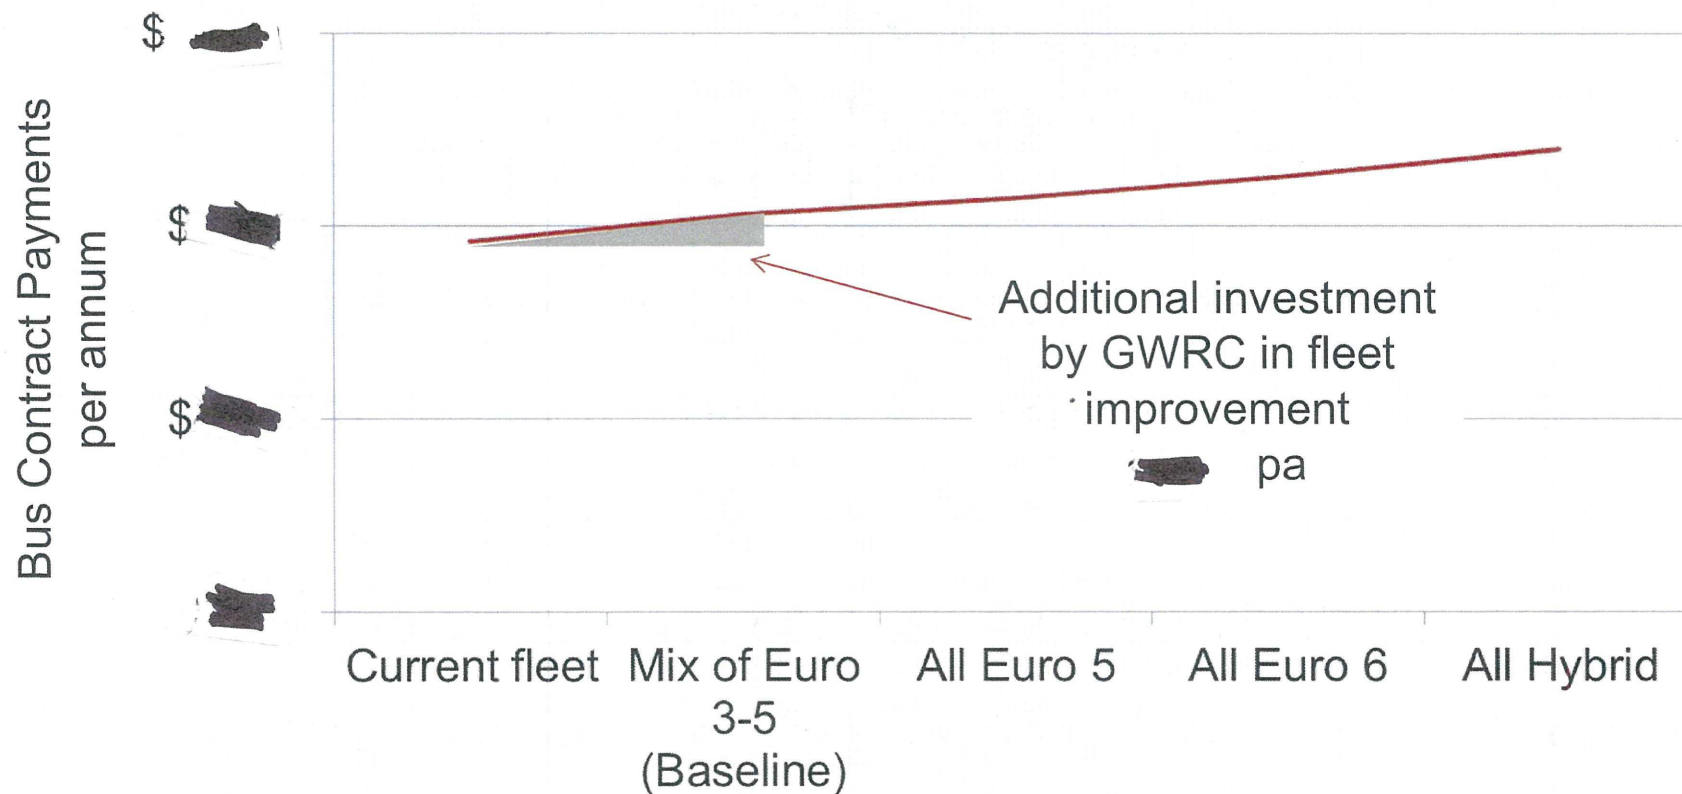 Bus Contract Payments
per annum
$
$
$
Additional investment
by GWRC in fleet
improvement
pa
Current fleet
Mix of Euro
3-5
(Baseline)
All Euro 5
All Euro 6
All Hybrid